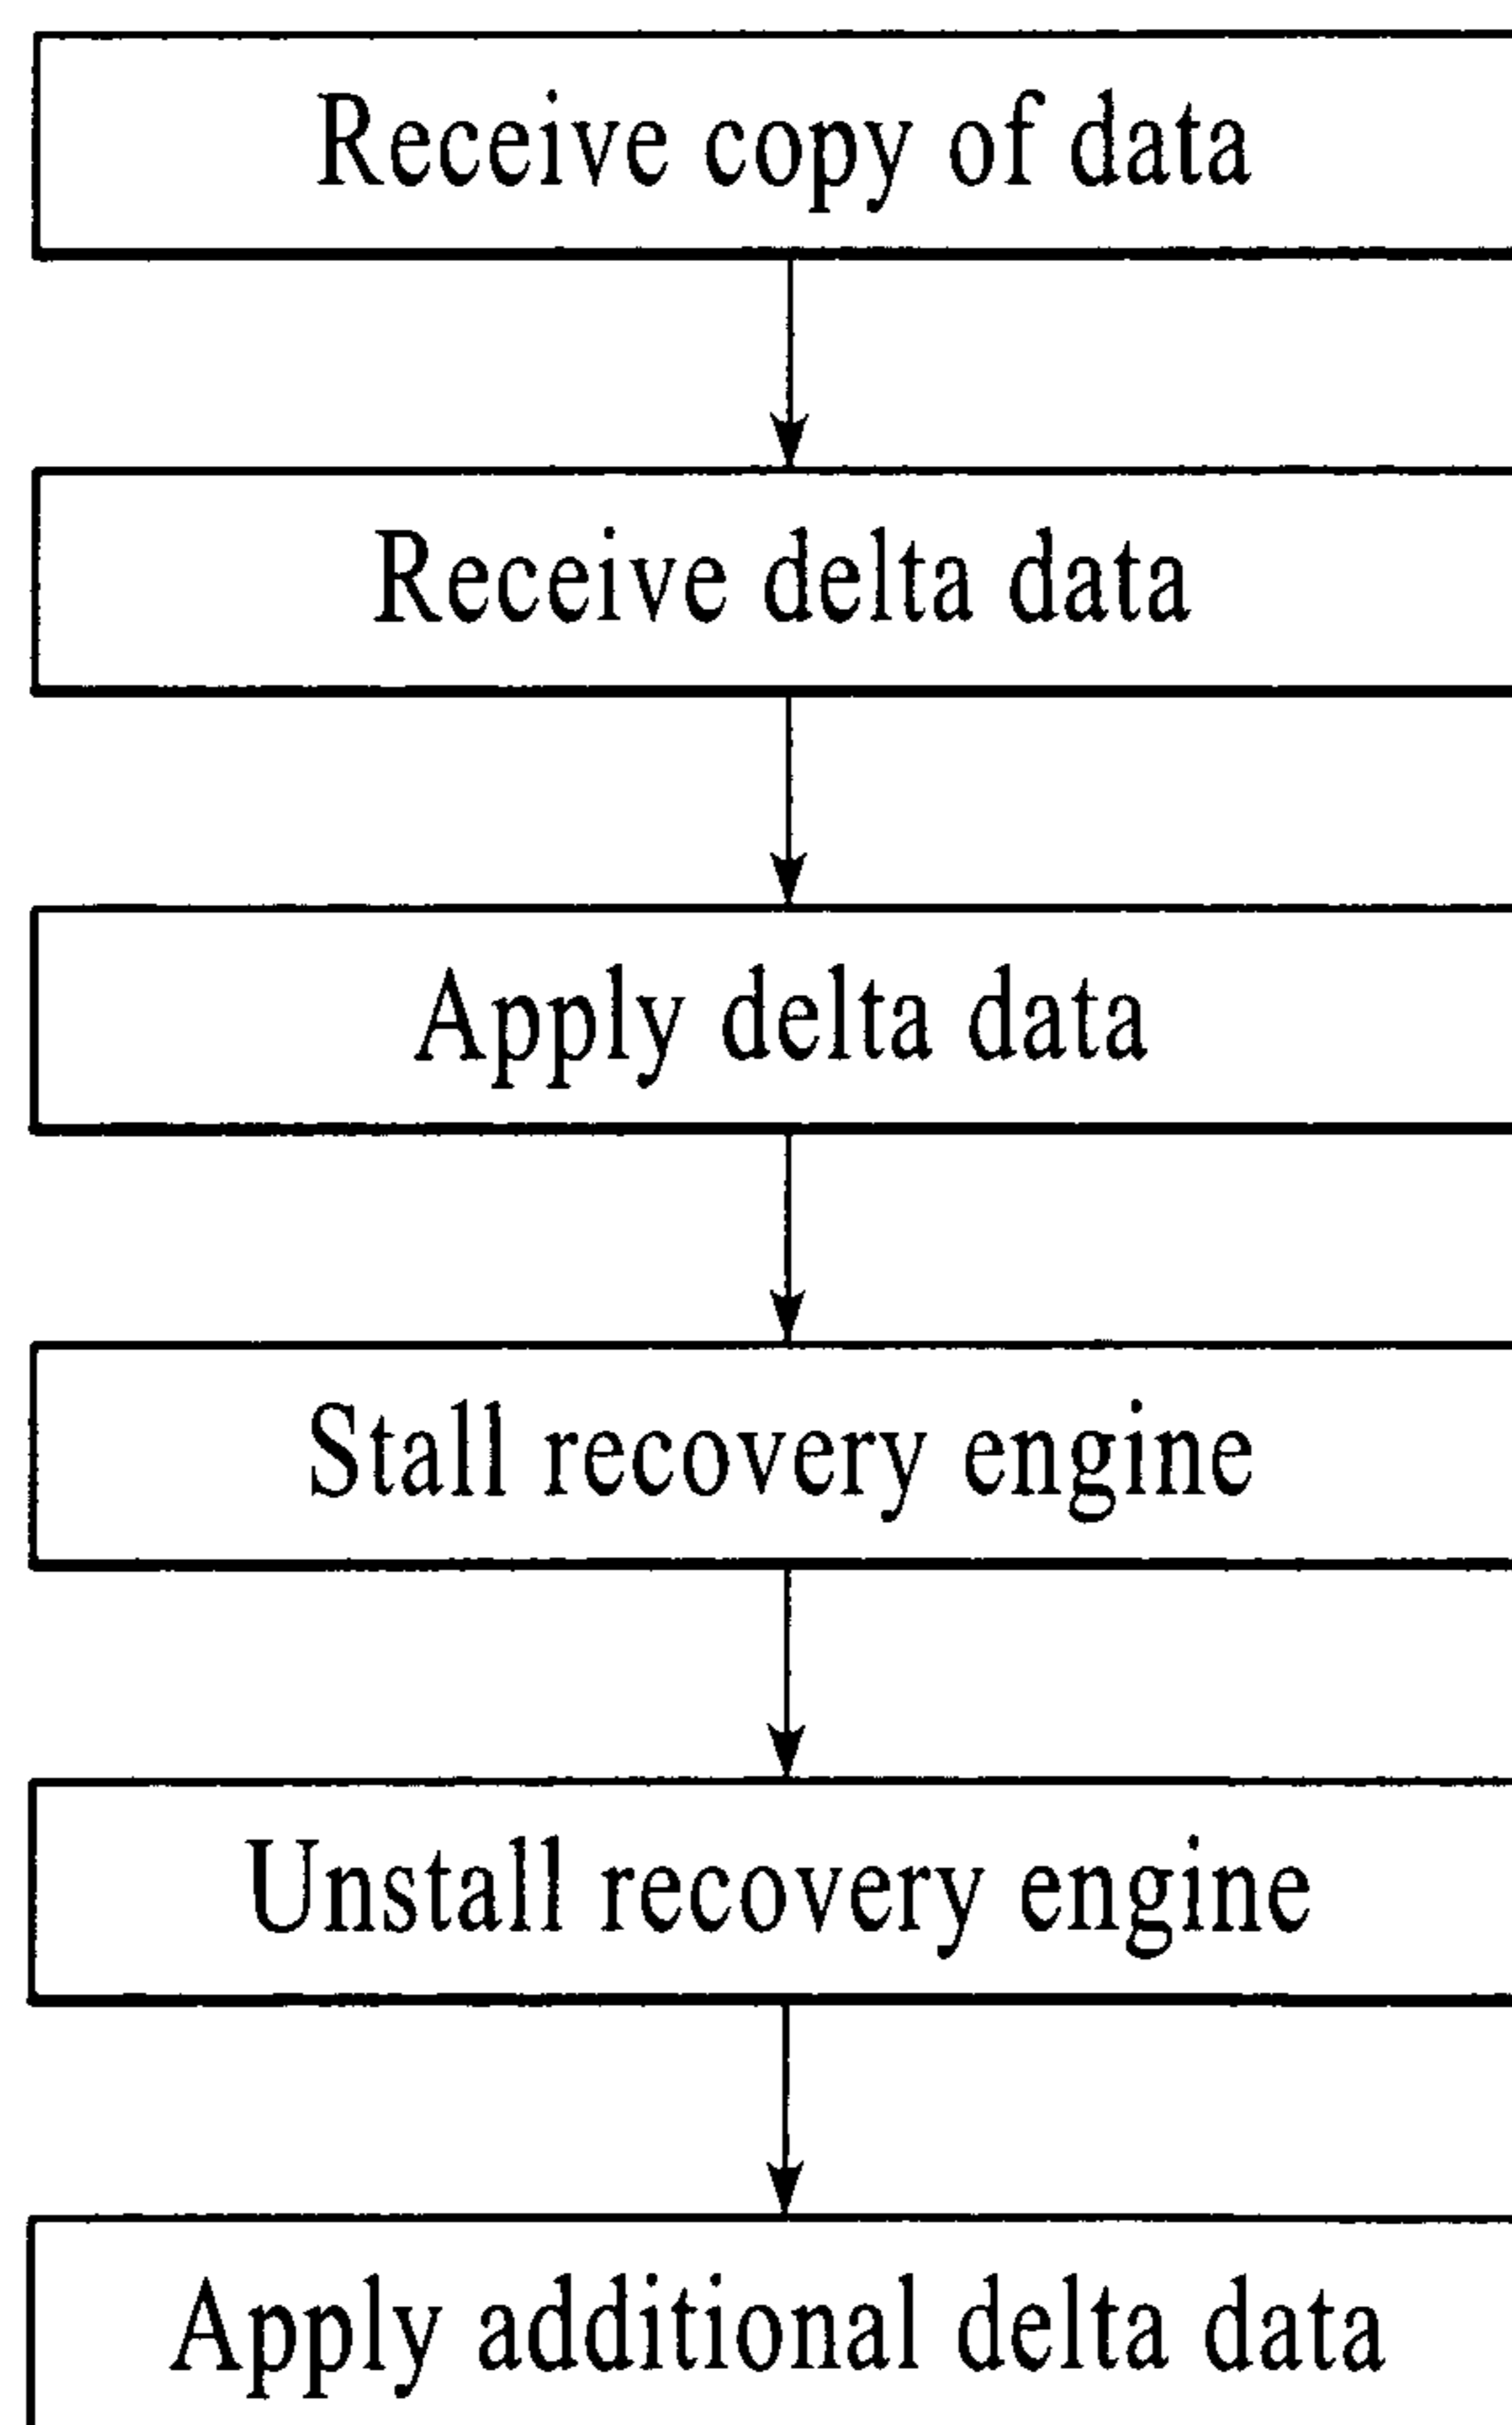 Receive copy of data
Receive delta data
Apply delta data
Stall recovery engine
Unstall recovery engine
Apply additional delta data